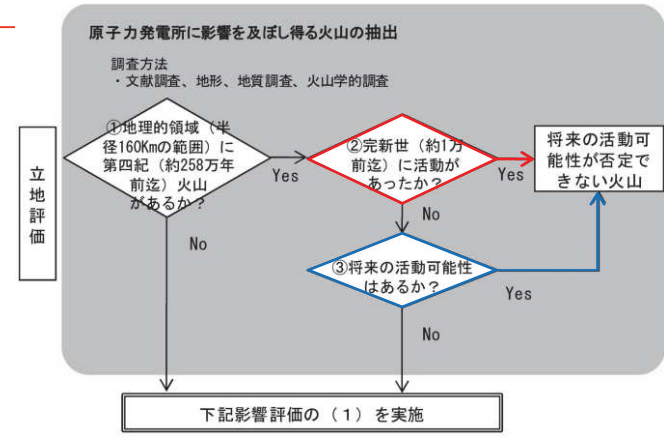 原子力発電所に影響を及ぼし得る火山の抽出
調査方法
・文献調査、地形、地質調査、火山学的調査
立地評価
①地理的領域（半
径160Kmの範囲）に
第四紀（約258万年
前迄）火山
があるか？
Yes
②完新世（約1万
前迄）に活動が
あったか？
Yes
将来の活動可
能性が否定で
きない火山
No
No
③将来の活動可能性
はあるか？
Yes
No
下記影響評価の（１）を実施